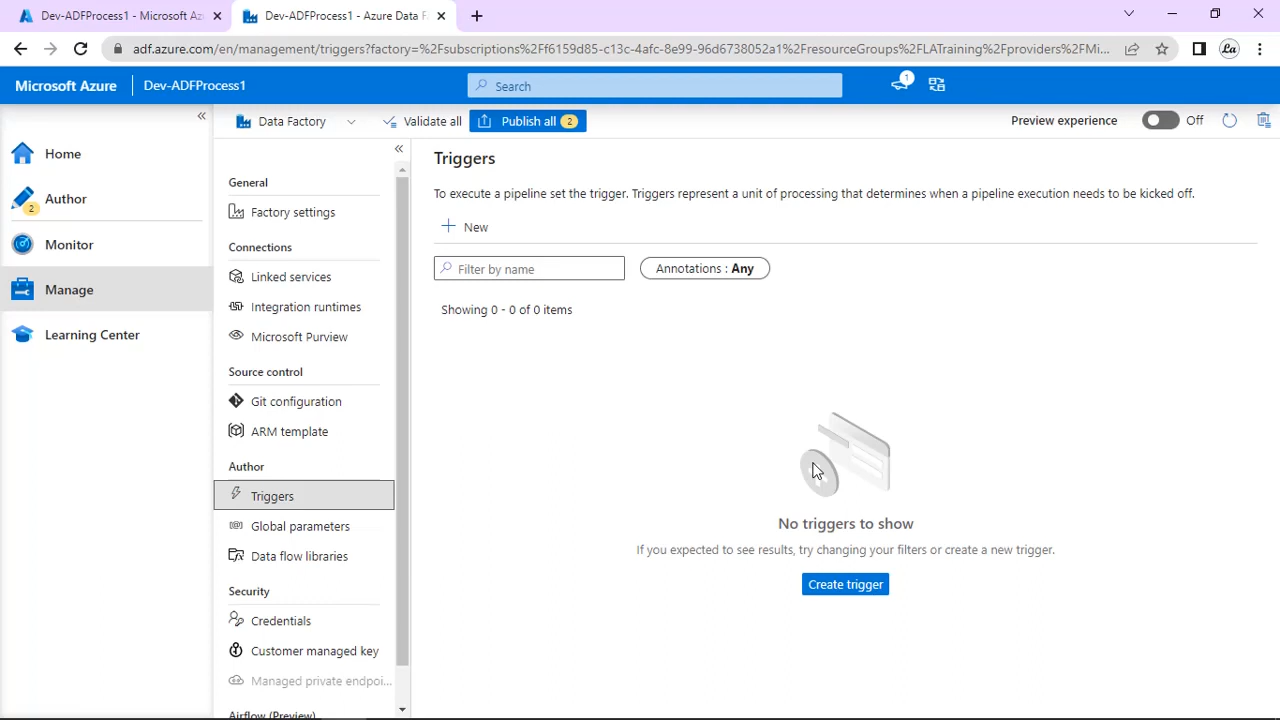 Dev-ADFProcess1 - Microsoft Az
Dev-ADFProcess1 - Azure Data F
adf.azure.com/en/management/triggers?factory=%2Fsubscriptions%2Ff6159d85-c13c-4afc-8e99-96d6738052a1%2FresourceGroups%2FLATraining%2Fproviders%2FMi...
La
Microsoft Azure
Dev-ADFProcess1
Search
1
Data Factory
Validate all
Publish all 2
Preview experience
Off
Home
Author
2
Monitor
Manage
Learning Center
General
Factory settings
Connections
Linked services
Integration runtimes
Microsoft Purview
Source control
Git configuration
ARM template
Author
Triggers
Global parameters
Data flow libraries
Security
Credentials
Customer managed key
Managed private endpoi...
Airflow (Preview)
Triggers
To execute a pipeline set the trigger. Triggers represent a unit of processing that determines when a pipeline execution needs to be kicked off.
New
Filter by name
Annotations : Any
Showing 0 - 0 of 0 items
No triggers to show
If you expected to see results, try changing your filters or create a new trigger.
Create trigger